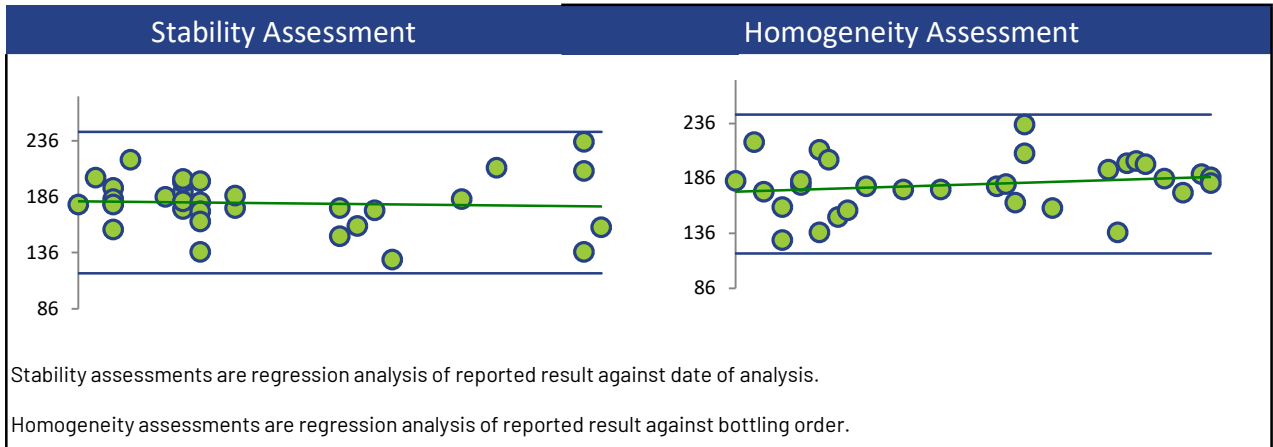 Stability Assessment
Homogeneity Assessment
236
186
136
86
236
186
136
86
Stability assessments are regression analysis of reported result against date of analysis.
Homogeneity assessments are regression analysis of reported result against bottling order.